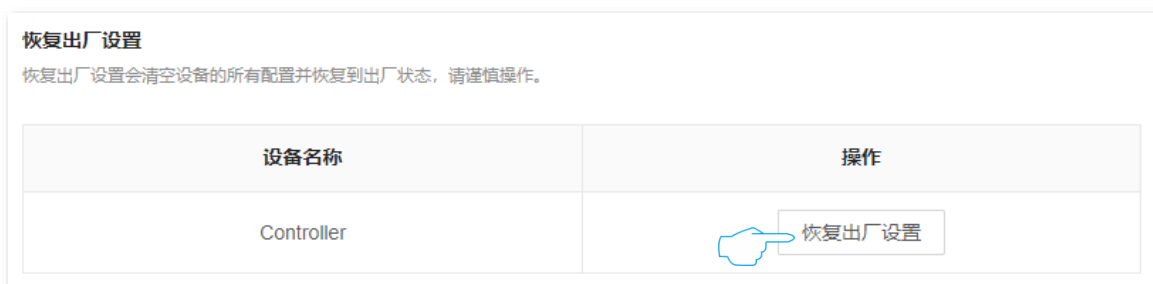 恢复出厂设置
恢复出厂设置会清空设备的所有配置并恢复到出厂状态，请谨慎操作。
设备名称 操作
Controller 恢复出厂设置